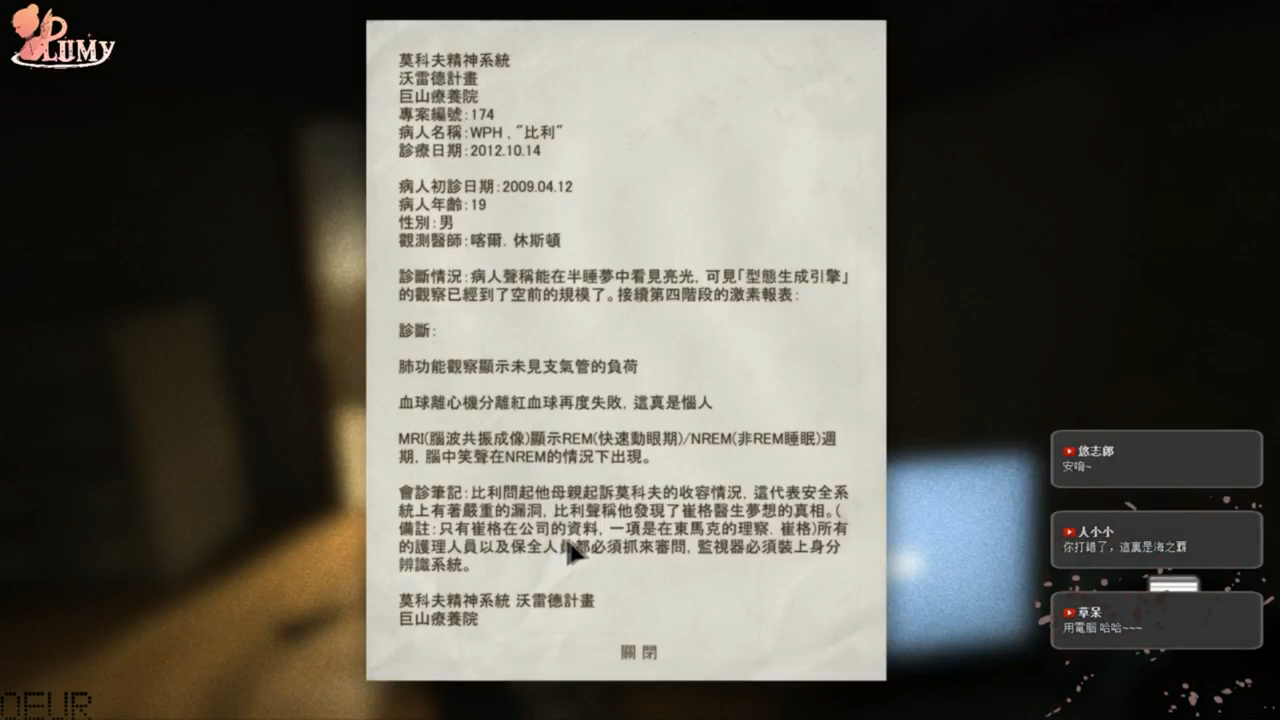 PLUMY
莫科夫精神系統
沃雷德計畫
巨山療養院
專案編號:174
病人名稱:WPH , "比利"
診療日期:2012.10.14
病人初診日期:2009.04.12
病人年齡:19
性別:男
觀測醫師:喀爾. 休斯頓
診斷情況:病人聲稱能在半睡夢中看見亮光, 可見「型態生成引擎」
的觀察已經到了空前的規模了。接續第四階段的激素報表:
診斷:
肺功能觀察顯示未見支氣管的負荷
血球離心機分離紅血球再度失敗, 這真是惱人
MRI(腦波共振成像)顯示REM(快速動眼期)/NREM(非REM睡眠)週
期, 腦中笑聲在NREM的情況下出現。
會診筆記:比利問起他母親起訴莫科夫的收容情況, 這代表安全系
統上有著嚴重的漏洞, 比利聲稱他發現了崔格醫生夢想的真相。(
備註:只有崔格在公司的資料, 一項是在東馬克的理察. 崔格)所有
的護理人員以及保全人員都必須抓來審問, 監視器必須裝上身分
辨識系統。
莫科夫精神系統 沃雷德計畫
巨山療養院
關閉
悠志郎
安唷~
人小小
你打錯了，這裏是海之霸
草呆
用電腦 哈哈~~~